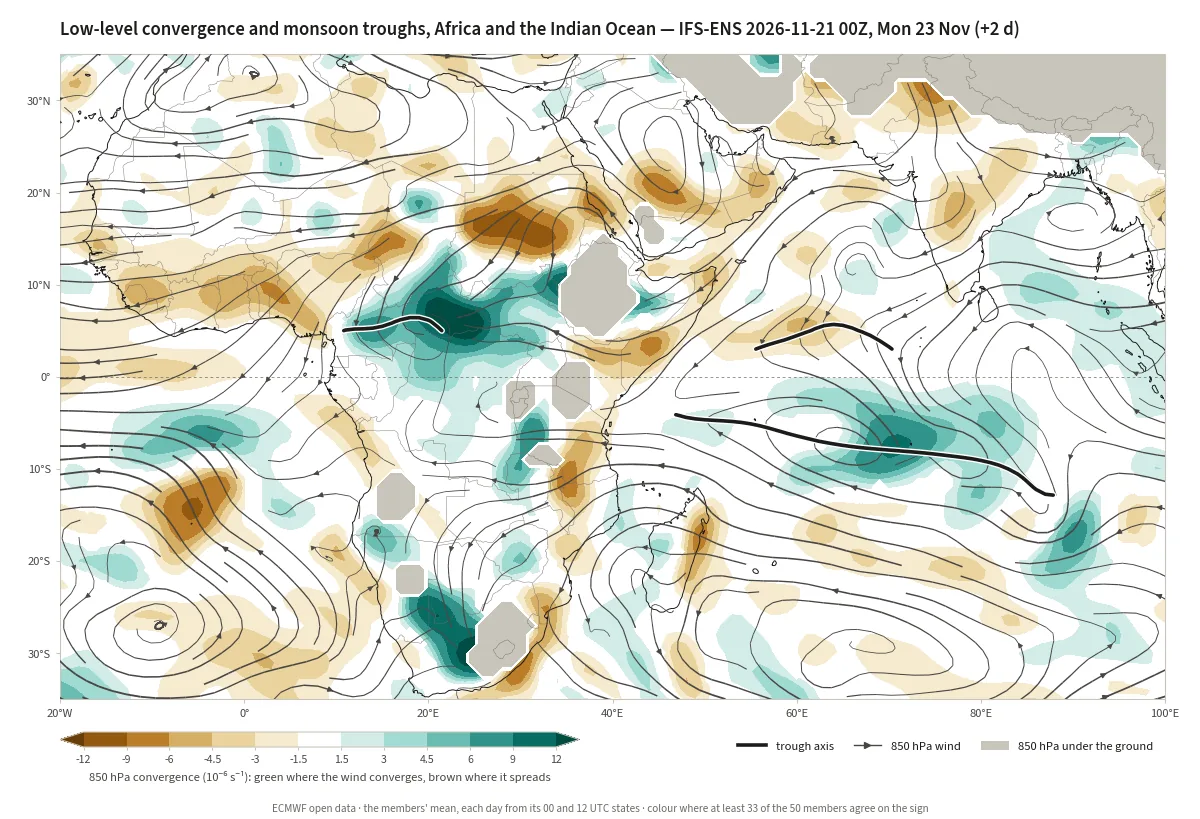 Low-level convergence and monsoon troughs, Africa and the Indian Ocean — IFS-ENS 2026-11-21 00Z, Mon 23 Nov (+2 d)
30°N
20°N
10°N
0°
10°S
20°S
30°S
20°W 0° 20°E 40°E 60°E 80°E 100°E
-12 -9 -6 -4.5 -3 -1.5 1.5 3 4.5 6 9 12
850 hPa convergence (10⁻⁶ s⁻¹): green where the wind converges, brown where it spreads
trough axis 850 hPa wind 850 hPa under the ground
ECMWF open data · the members' mean, each day from its 00 and 12 UTC states · colour where at least 33 of the 50 members agree on the sign